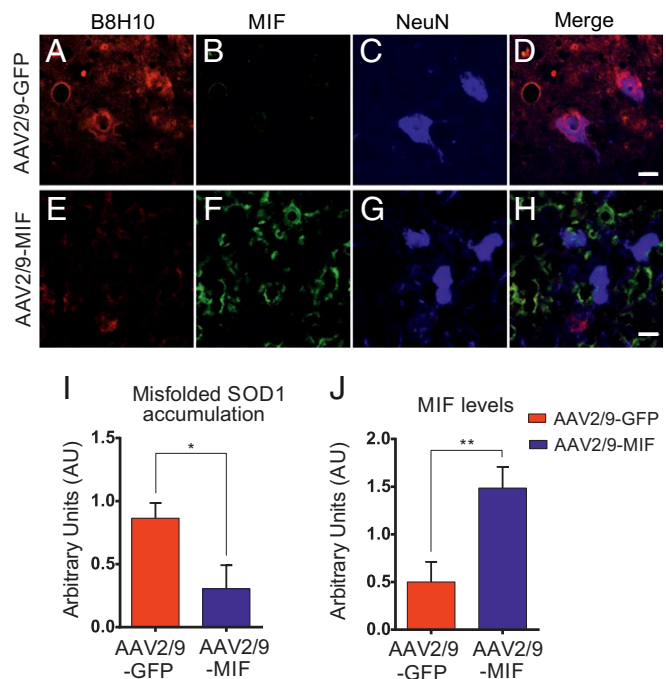 B8H10 MIF NeuN Merge
AAV2/9-GFP
A B C D
AAV2/9-MIF
E F G H
I Misfolded SOD1
accumulation
Arbitrary Units (AU)
1.5
1.0
0.5
0.0
*
AAV2/9
-GFP
AAV2/9
-MIF
J MIF levels
Arbitrary Units (AU)
2.0
1.5
1.0
0.5
0.0
**
AAV2/9-GFP
AAV2/9-MIF
AAV2/9
-GFP
AAV2/9
-MIF